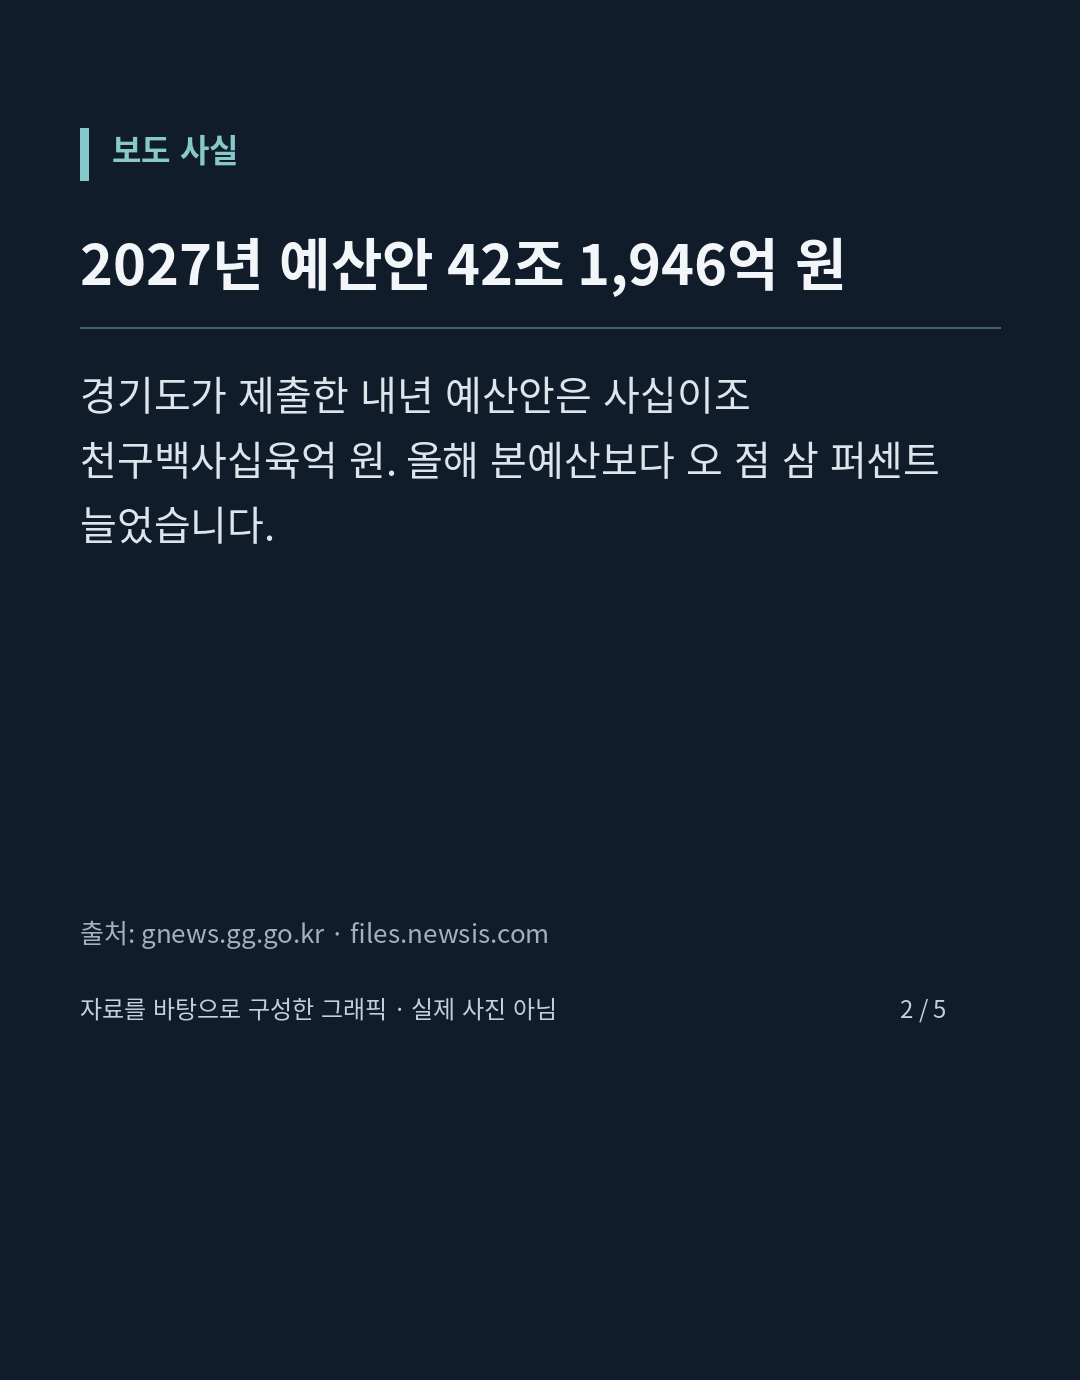 보도 사실
2027년 예산안 42조 1,946억 원
경기도가 제출한 내년 예산안은 사십이조
천구백사십육억 원. 올해 본예산보다 오 점 삼 퍼센트
늘었습니다.
출처: gnews.gg.go.kr · files.newsis.com
자료를 바탕으로 구성한 그래픽 · 실제 사진 아님
2 / 5